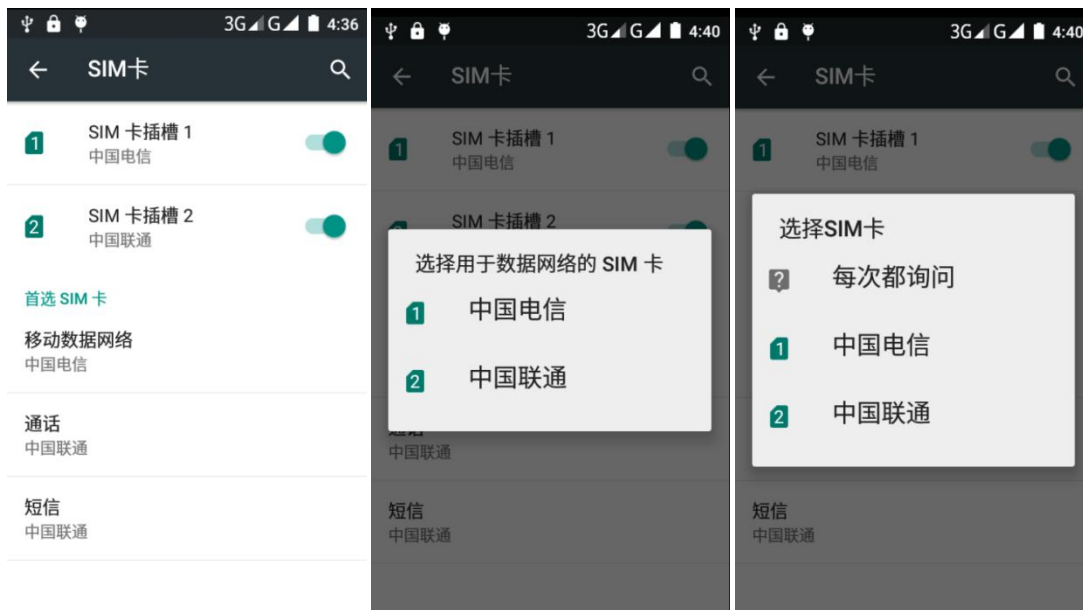 3G G 4:36
SIM卡
SIM 卡插槽 1
中国电信
SIM 卡插槽 2
中国联通
首选 SIM 卡
移动数据网络
中国电信
通话
中国联通
短信
中国联通
3G G 4:40
SIM卡
SIM 卡插槽 1
中国电信
SIM 卡插槽 2
选择用于数据网络的 SIM 卡
1 中国电信
2 中国联通
通话
中国联通
短信
中国联通
3G G 4:40
SIM卡
SIM 卡插槽 1
中国电信
选择SIM卡
? 每次都询问
1 中国电信
2 中国联通
短信
中国联通